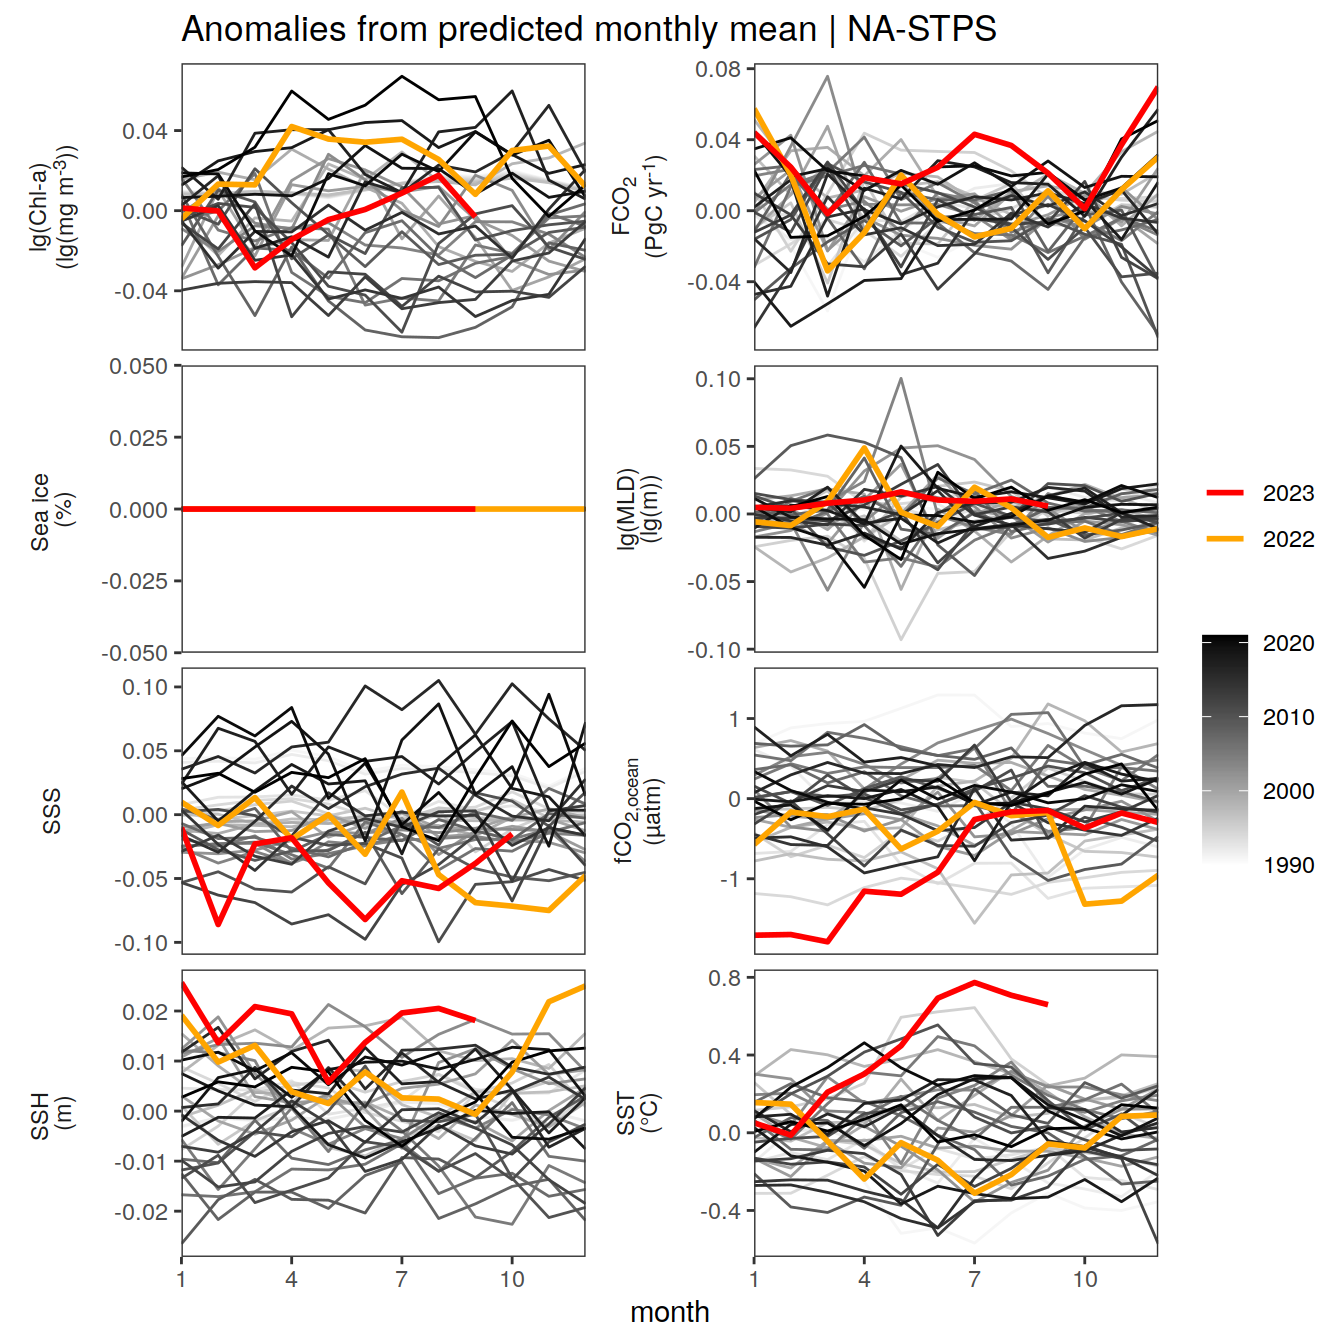 Anomalies from predicted monthly mean | NA-STPS
lg(Chl-a)
(lg(mg m⁻³))
0.04
0.00
-0.04
FCO₂
(PgC yr⁻¹)
0.08
0.04
0.00
-0.04
Sea ice
(%)
0.050
0.025
0.000
-0.025
-0.050
lg(MLD)
(lg(m))
0.10
0.05
0.00
-0.05
-0.10
2023
2022
2020
2010
2000
1990
SSS
0.10
0.05
0.00
-0.05
-0.10
fCO₂,ocean
(µatm)
1
0
-1
SSH
(m)
0.02
0.01
0.00
-0.01
-0.02
SST
(°C)
0.8
0.4
0.0
-0.4
1 4 7 10
1 4 7 10
month